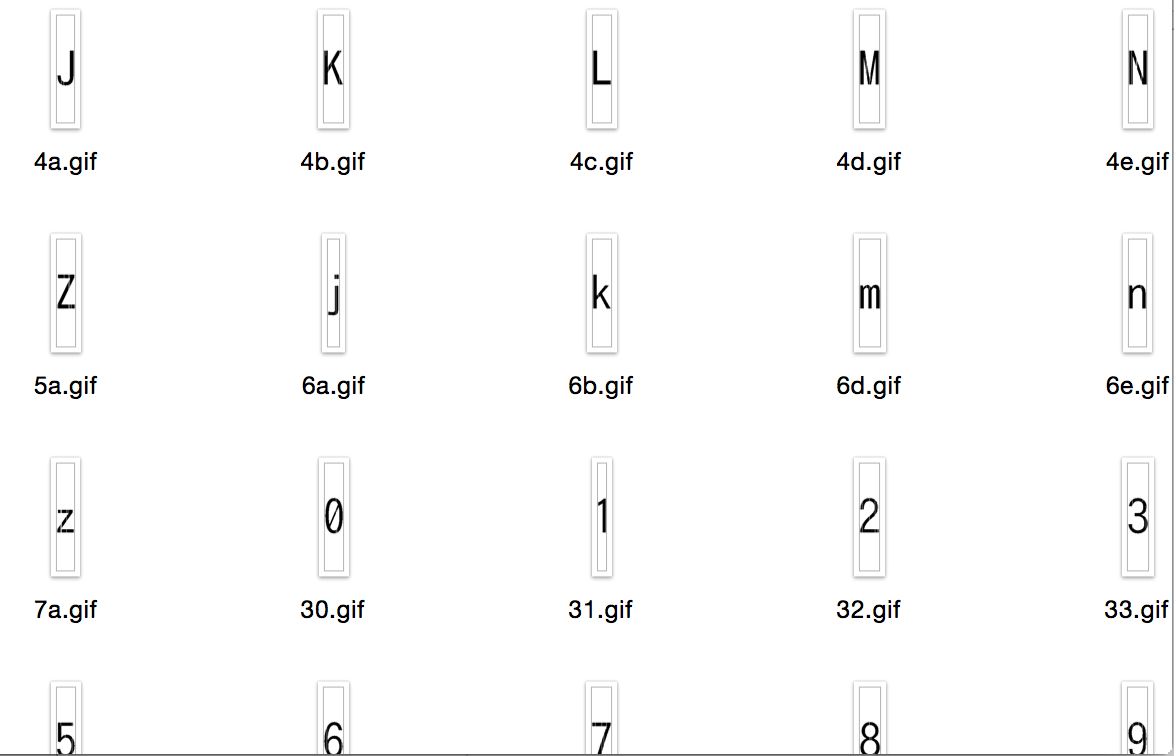 J K L M N
4a.gif 4b.gif 4c.gif 4d.gif 4e.gif
Z j k m n
5a.gif 6a.gif 6b.gif 6d.gif 6e.gif
z 0 1 2 3
7a.gif 30.gif 31.gif 32.gif 33.gif
5 6 7 8 9